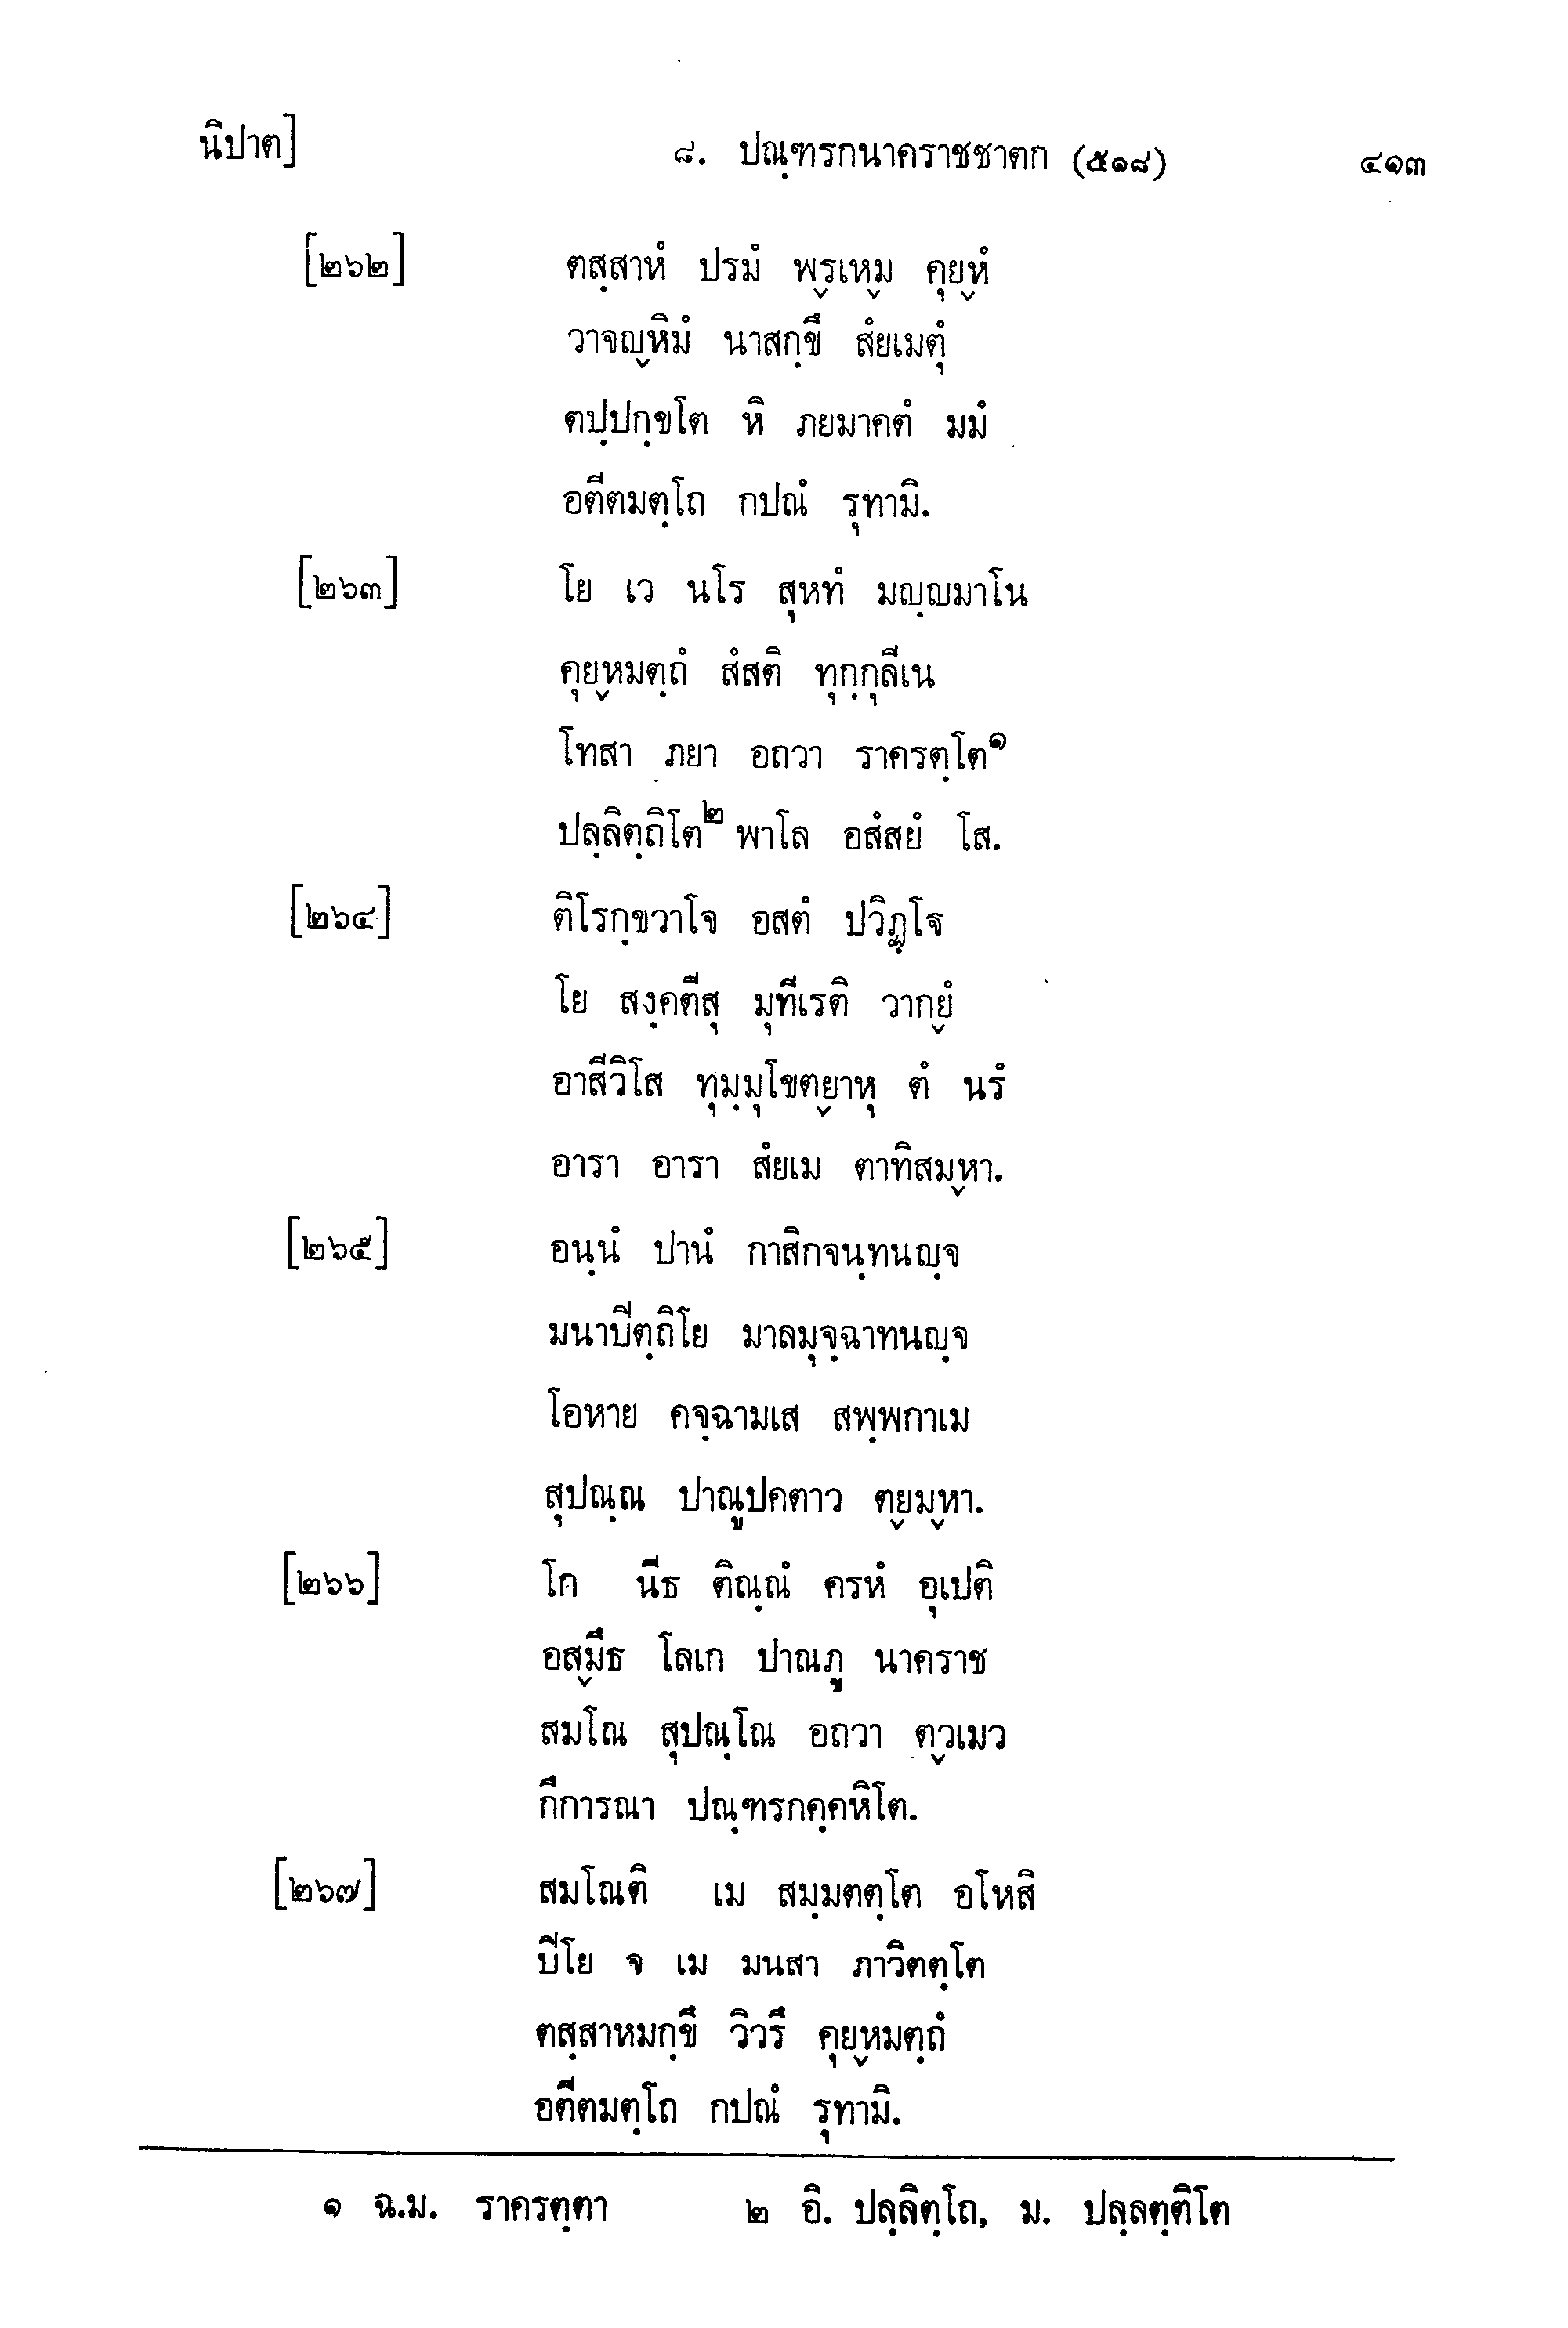 นิปาต]
๘. ปณฺฑรกนาคราชชาตก (๕๑๘)
๔๑๓
[๒๖๒] ตสฺสาหํ ปรมํ พฺรูเหมฺ คุยฺหํ
วาจญฺหิมํ นาสกฺขึ สํยเมตุํ
ตปฺปกฺขโต หิ ภยมาคตํ มมํ
อตีตมตฺโถ กปณํ รุทามิ.
[๒๖๓] โย เว นโร สุหทํ มญฺญมาโน
คุยฺหมตฺถํ สํสติ ทุกฺกุลีเน
โทสา ภยา อถวา ราครตฺโต๑
ปลฺลิตฺถิโต๒ พาโล อสํสยํ โส.
[๒๖๔] ติโรกฺขวาโจ อสตํ ปวิฏฺโฐ
โย สงฺคตีสุ มุทีเรติ วากฺยํ
อาสีวิโส ทุมฺมุโขตฺยาหุ ตํ นรํ
อารา อารา สํยเม ตาทิสมฺหา.
[๒๖๕] อนฺนํ ปานํ กาสิกจนฺทนญฺจ
มนาปิตฺถิโย มาลมุจฺฉาทนญฺจ
โอหาย คจฺฉามเส สพฺพกาเม
สุปณฺณ ปาณูปคตาว ตฺยมฺหา.
[๒๖๖] โก นีธ ติณฺณํ ครหํ อุเปติ
อสฺมึธ โลเก ปาณภู นาคราช
สมโณ สุปณฺโณ อถวา ตฺวเมว
กึการณา ปณฺฑรกคฺคหิโต.
[๒๖๗] สมโณติ เม สมฺมตตฺโต อโหสิ
ปิโย จ เม มนสา ภาวิตตฺโต
ตสฺสาหมกฺขึ วิวรึ คุยฺหมตฺถํ
อตีตมตฺโถ กปณํ รุทามิ.
๑ ฉ.ม. ราครตฺตา ๒ อิ. ปลฺลิตฺโถ, ม. ปลฺลตฺติโต